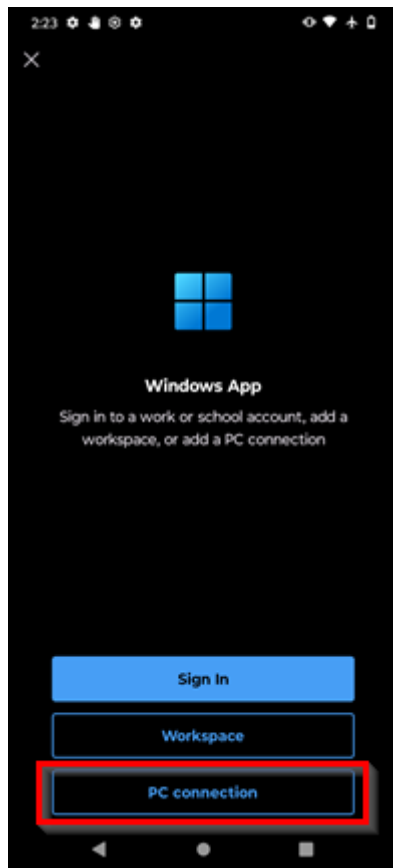 2:23
Windows App
Sign in to a work or school account, add a
workspace, or add a PC connection
Sign In
Workspace
PC connection